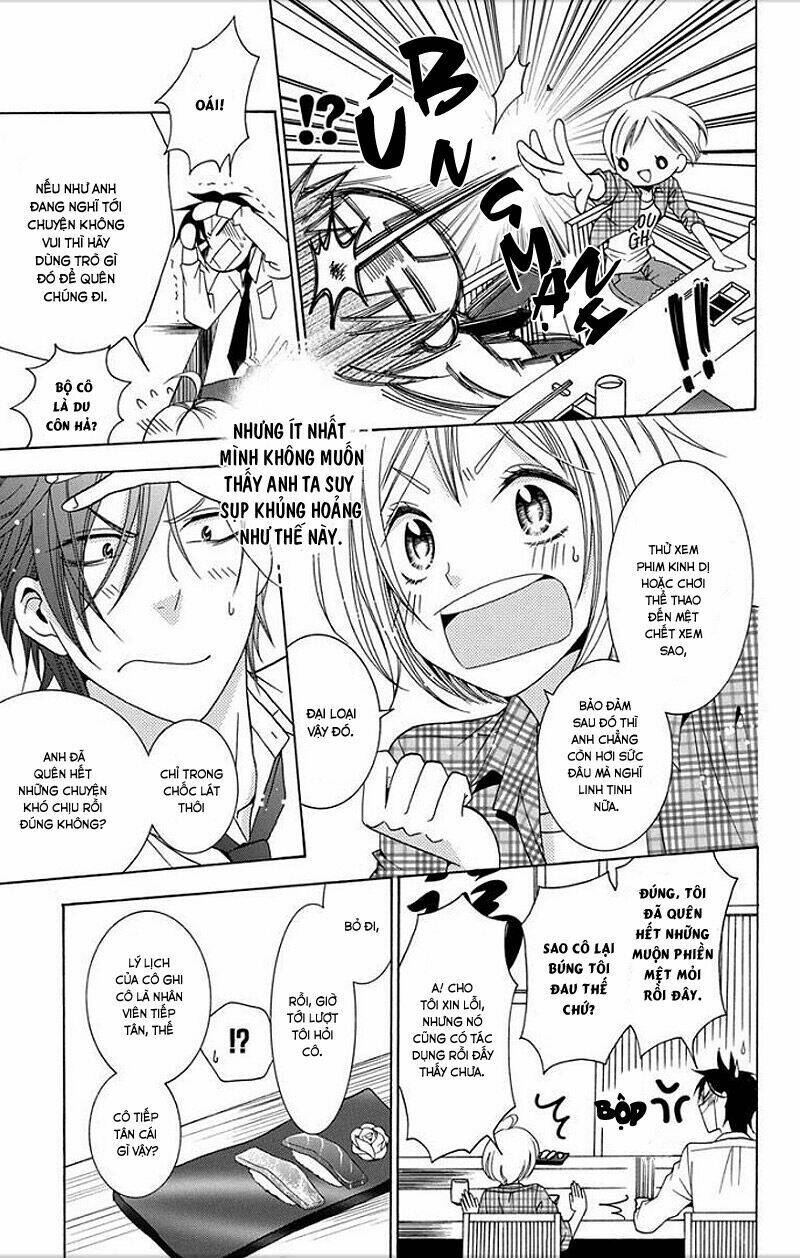 BÚNG
MẠNH
!?
!!
OÁI!
NẾU NHƯ ANH
ĐANG NGHĨ TỚI
CHUYỆN KHÔNG
VUI THÌ HÃY
DÙNG TRÒ GÌ
ĐÓ ĐỂ QUÊN
CHÚNG ĐI.
BỘ CÔ
LÀ DU
CÔN HẢ?
NHƯNG ÍT NHẤT
MÌNH KHÔNG MUỐN
THẤY ANH TA SUY
SỤP KHỦNG HOẢNG
NHƯ THẾ NÀY.
THỬ XEM
PHIM KINH DỊ
HOẶC CHƠI
THỂ THAO
ĐẾN MỆT
CHẾT XEM
SAO,
BẢO ĐẢM
SAU ĐÓ THÌ
ANH CHẲNG
CÒN HƠI SỨC
ĐÂU MÀ NGHĨ
LINH TINH
NỮA.
ĐẠI LOẠI
VẬY ĐÓ.
CHỈ TRONG
CHỐC LÁT
THÔI
ANH ĐÃ
QUÊN HẾT
NHỮNG CHUYỆN
KHÓ CHỊU RỒI
ĐÚNG KHÔNG?
ĐÚNG, TÔI
ĐÃ QUÊN
HẾT NHỮNG
MUỘN PHIỀN
MỆT MỎI
RỒI ĐÂY.
SAO CÔ LẠI
BÚNG TÔI
ĐAU THẾ
CHỨ?
A! CHO
TÔI XIN LỖI,
NHƯNG NÓ
CŨNG CÓ TÁC
DỤNG RỒI ĐẤY
THẤY CHƯA.
BỘP
BỎ ĐI,
RỒI, GIỜ
TỚI LƯỢT
TÔI HỎI
CÔ.
!?
LÝ LỊCH
CỦA CÔ GHI
CÔ LÀ NHÂN
VIÊN TIẾP
TÂN, THẾ
CÔ TIẾP
TÂN CÁI
GÌ VẬY?